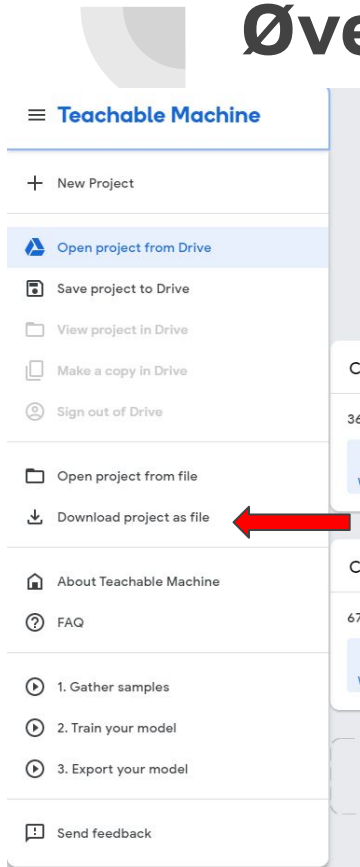 Øve
Teachable Machine
New Project
Open project from Drive
Save project to Drive
View project in Drive
Make a copy in Drive
Sign out of Drive
Open project from file
Download project as file
About Teachable Machine
FAQ
1. Gather samples
2. Train your model
3. Export your model
Send feedback
C
36
C
67